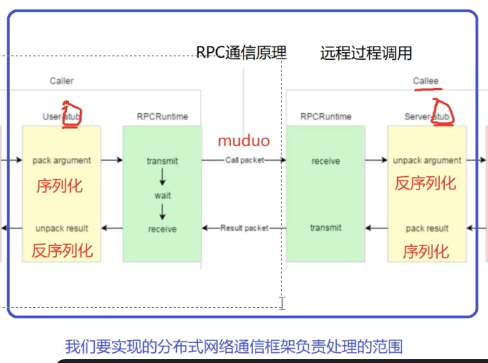 RPC通信原理 远程过程调用
Caller
Callee
User-stub
RPCRuntime
muduo
RPCRuntime
Server-stub
pack argument
transmit
Call packet
receive
unpack argument
序列化
反序列化
wait
unpack result
receive
Result packet
transmit
pack result
反序列化
序列化
我们要实现的分布式网络通信框架负责处理的范围